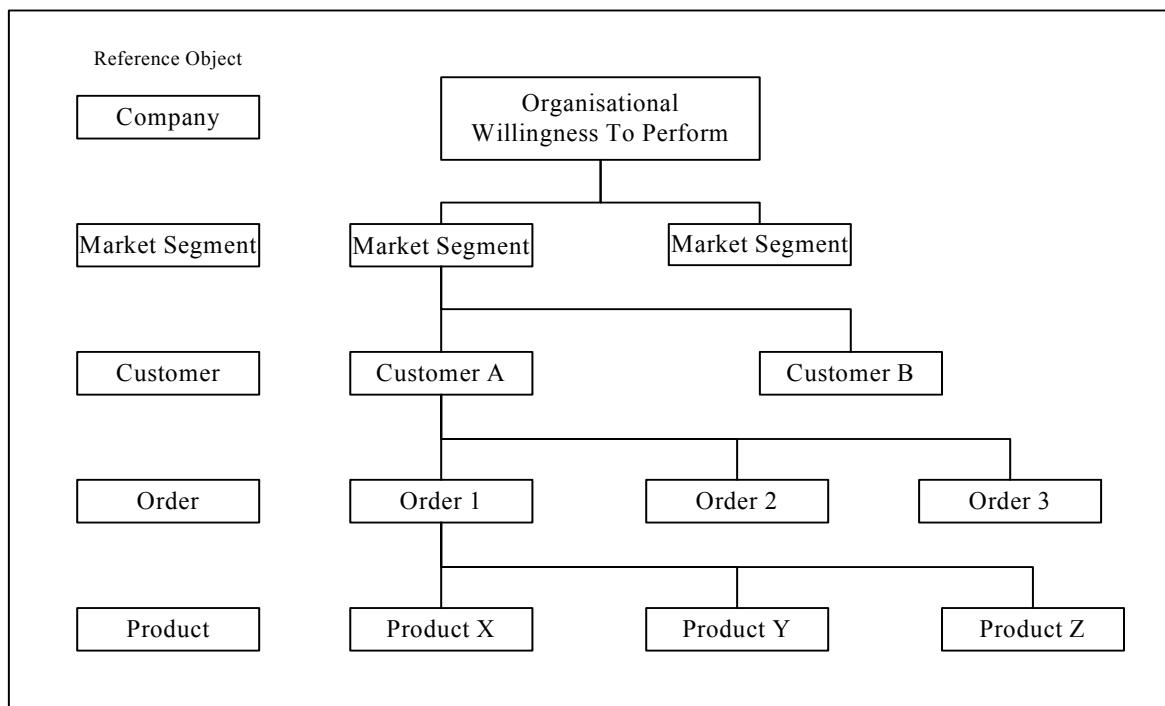 Reference Object
Company
Organisational
Willingness To Perform
Market Segment
Market Segment
Market Segment
Customer
Customer A
Customer B
Order
Order 1
Order 2
Order 3
Product
Product X
Product Y
Product Z